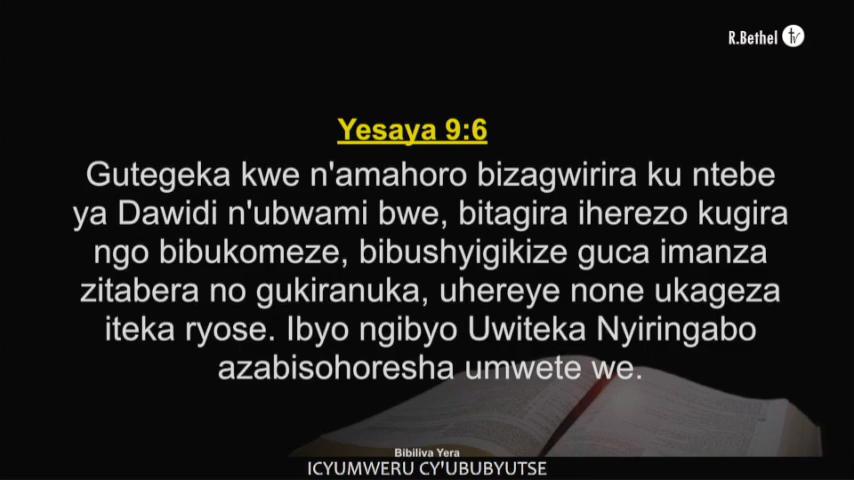 R.Bethel tv
Yesaya 9:6
Gutegeka kwe n'amahoro bizagwirira ku ntebe
ya Dawidi n'ubwami bwe, bitagira iherezo kugira
ngo bibukomeze, bibushyigikize guca imanza
zitabera no gukiranuka, uhereye none ukageza
iteka ryose. Ibyo ngibyo Uwiteka Nyiringabo
azabisohoresha umwete we.
Bibiliya Yera
ICYUMWERU CY'UBUBYUTSE